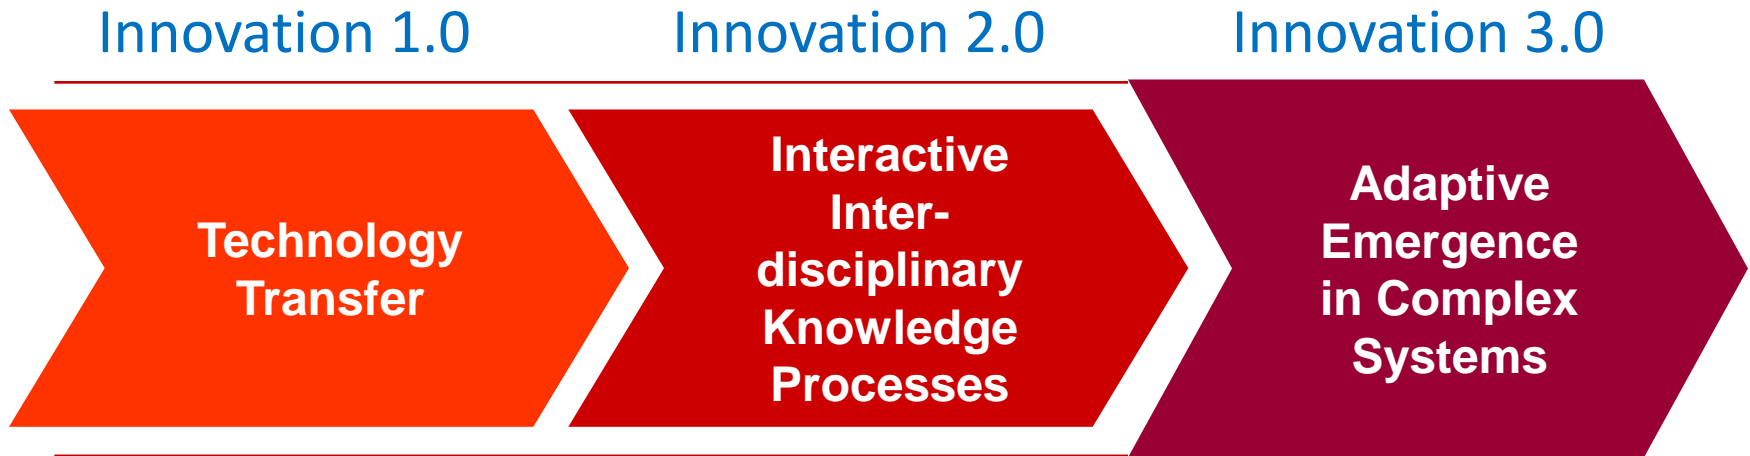 Innovation 1.0
Innovation 2.0
Innovation 3.0
Technology
Transfer
Interactive
Inter-
disciplinary
Knowledge
Processes
Adaptive
Emergence
in Complex
Systems